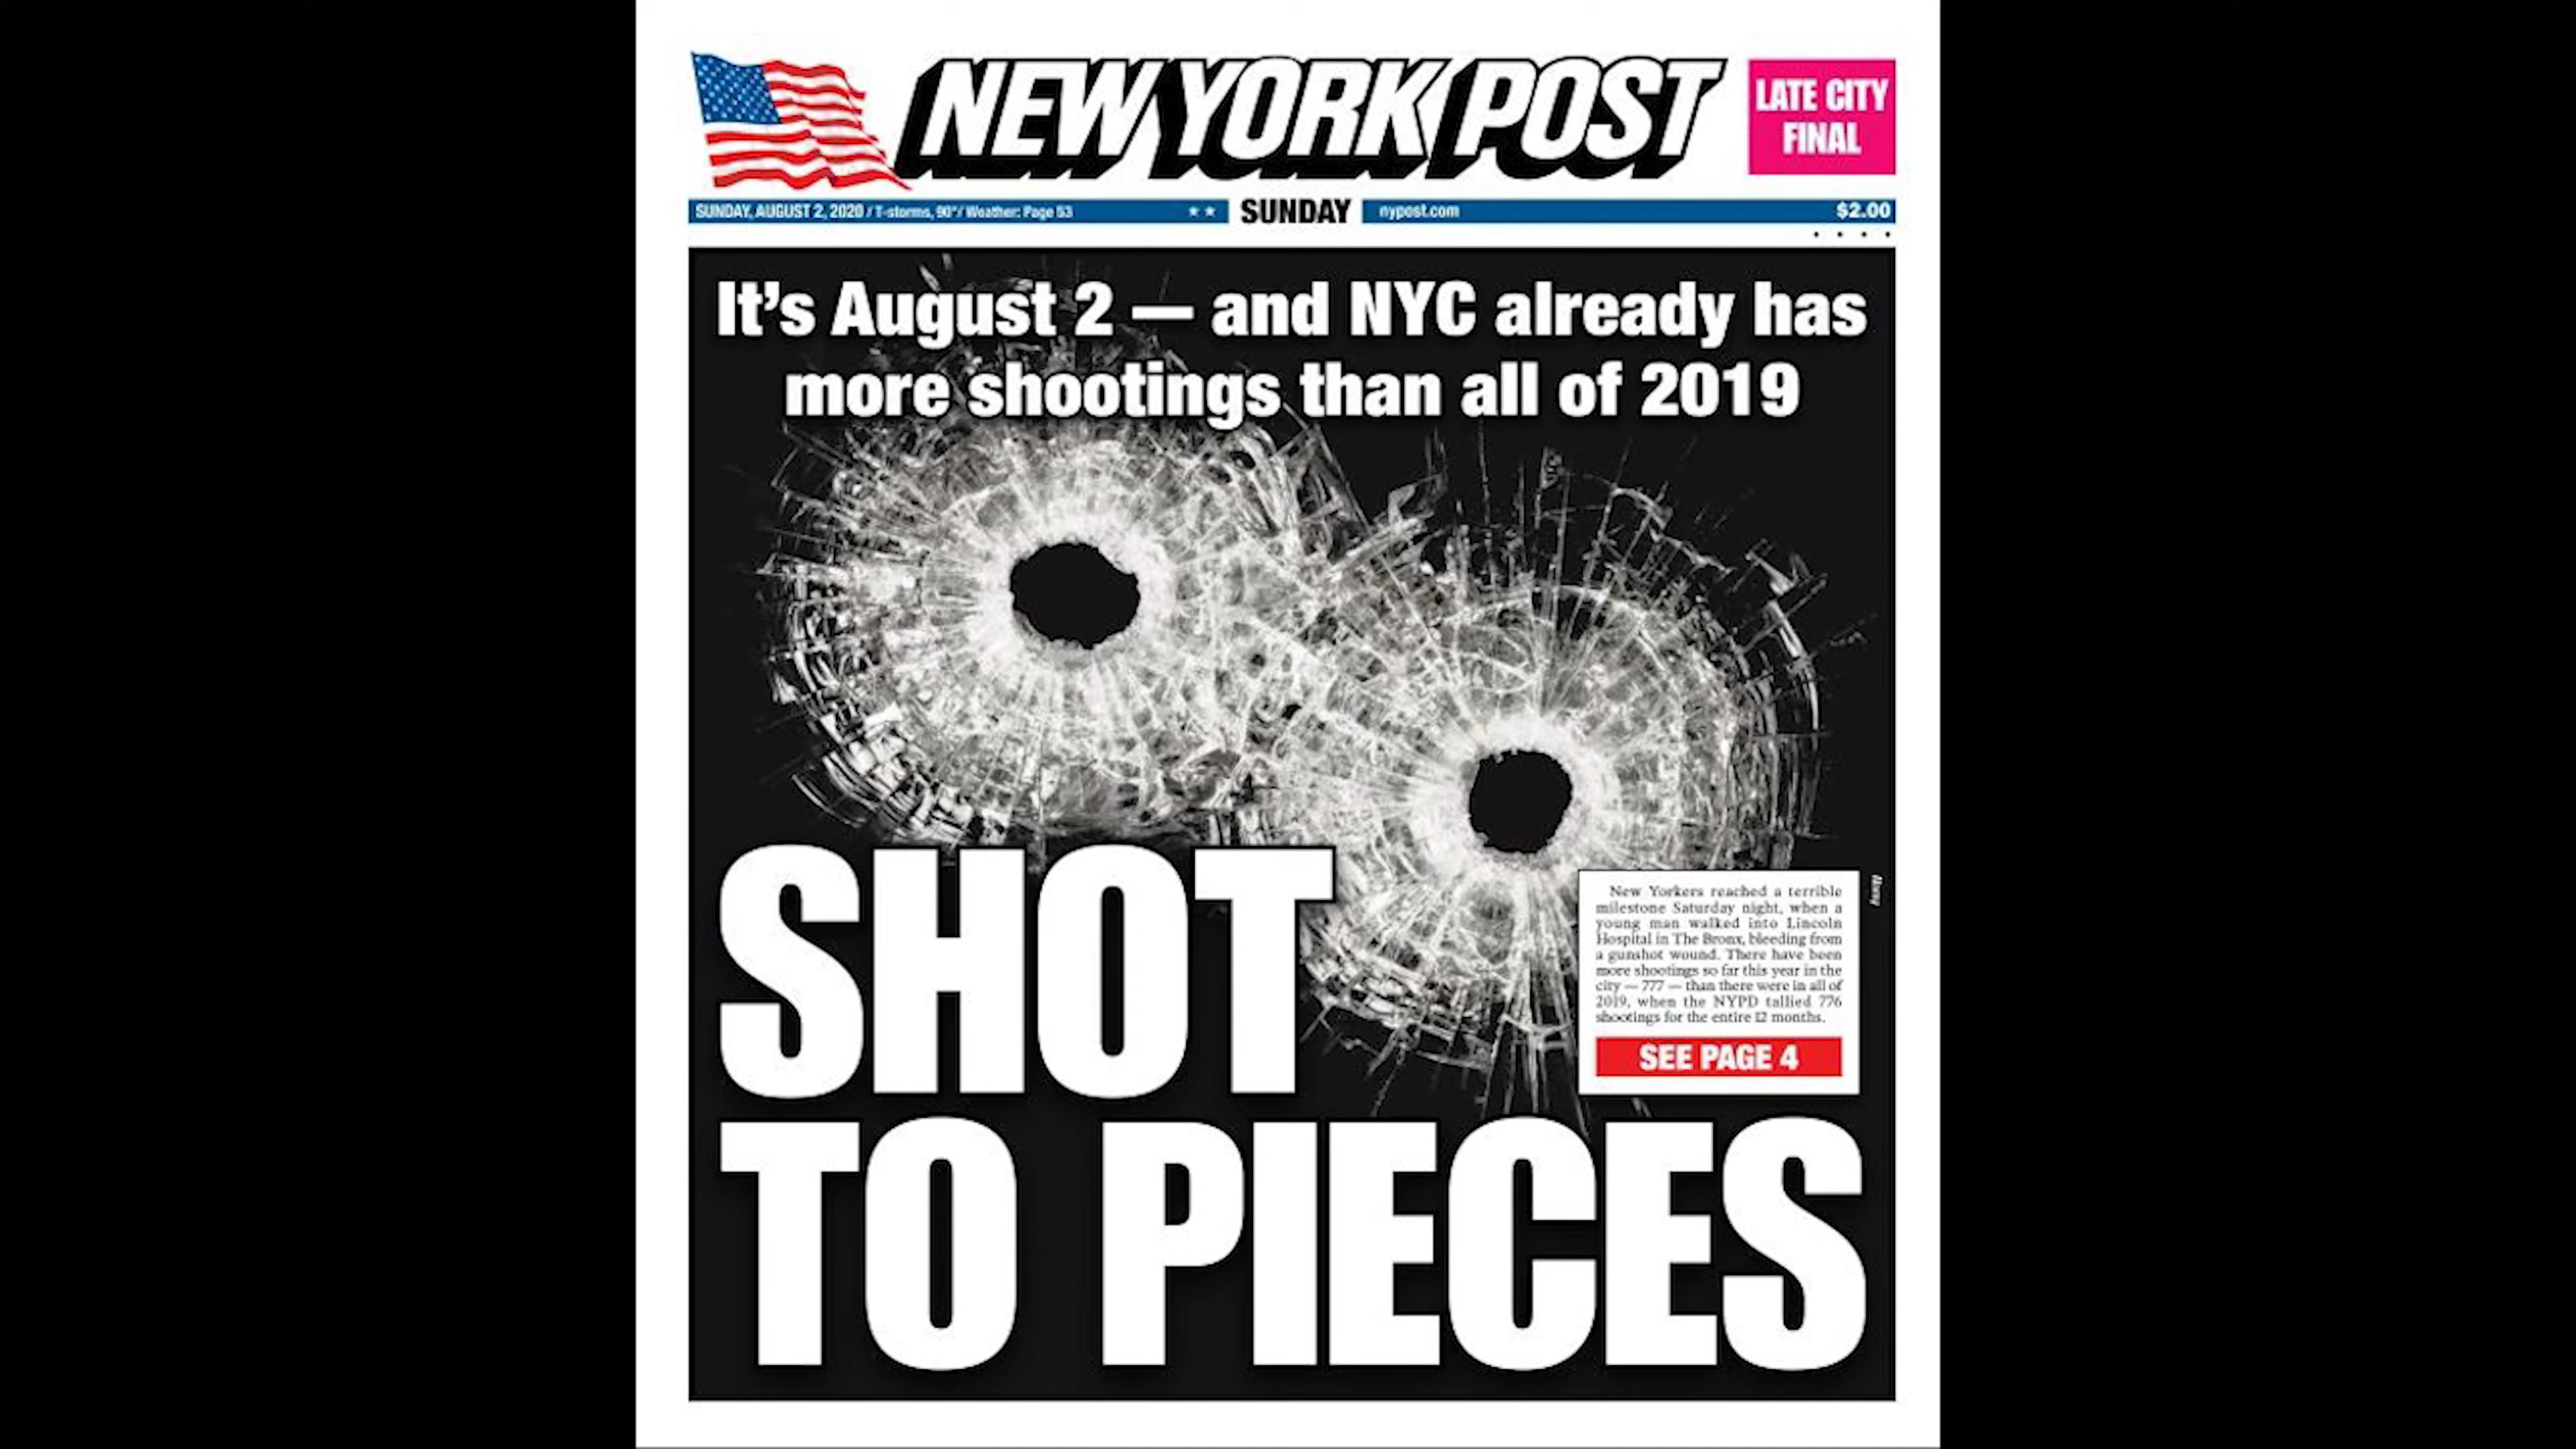 NEW YORK POST
LATE CITY
FINAL
SUNDAY, AUGUST 2, 2020 / T-storms, 90° / Weather: Page 53 ★★ SUNDAY nypost.com $2.00
It's August 2 — and NYC already has
more shootings than all of 2019
SHOT
TO PIECES
New Yorkers reached a terrible
milestone Saturday night, when a
young man walked into Lincoln
Hospital in The Bronx, bleeding from
a gunshot wound. There have been
more shootings so far this year in the
city — 777 — than there were in all of
2019, when the NYPD tallied 776
shootings for the entire 12 months.
SEE PAGE 4